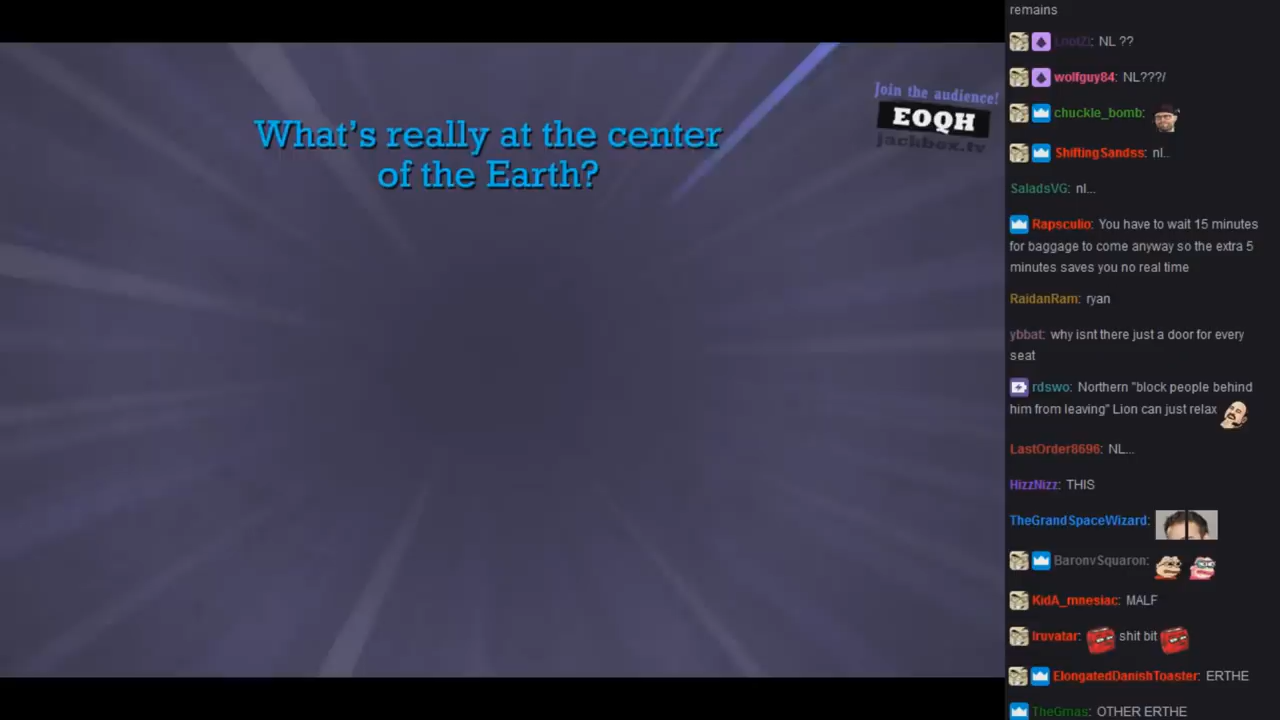 What's really at the center
of the Earth?
Join the audience!
EOQH
jackbox.tv
remains
LootZi: NL ??
wolfguy84: NL???/
chuckle_bomb:
ShiftingSandss: nl..
SaladsVG: nl...
Rapsculio: You have to wait 15 minutes
for baggage to come anyway so the extra 5
minutes saves you no real time
RaidanRam: ryan
ybbat: why isnt there just a door for every
seat
rdswo: Northern "block people behind
him from leaving" Lion can just relax
LastOrder8696: NL...
HizzNizz: THIS
TheGrandSpaceWizard:
BaronvSquaron:
KidA_mnesiac: MALF
Iruvatar: shit bit
ElongatedDanishToaster: ERTHE
TheGmas: OTHER ERTHE